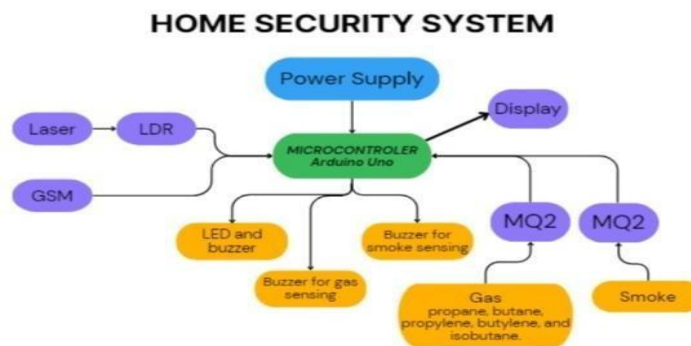 HOME SECURITY SYSTEM
Power Supply
Display
Laser
LDR
MICROCONTROLER
Arduino Uno
GSM
MQ2
MQ2
LED and
buzzer
Buzzer for
smoke sensing
Buzzer for gas
sensing
Gas
propane, butane,
propylene, butylene, and
isobutane.
Smoke